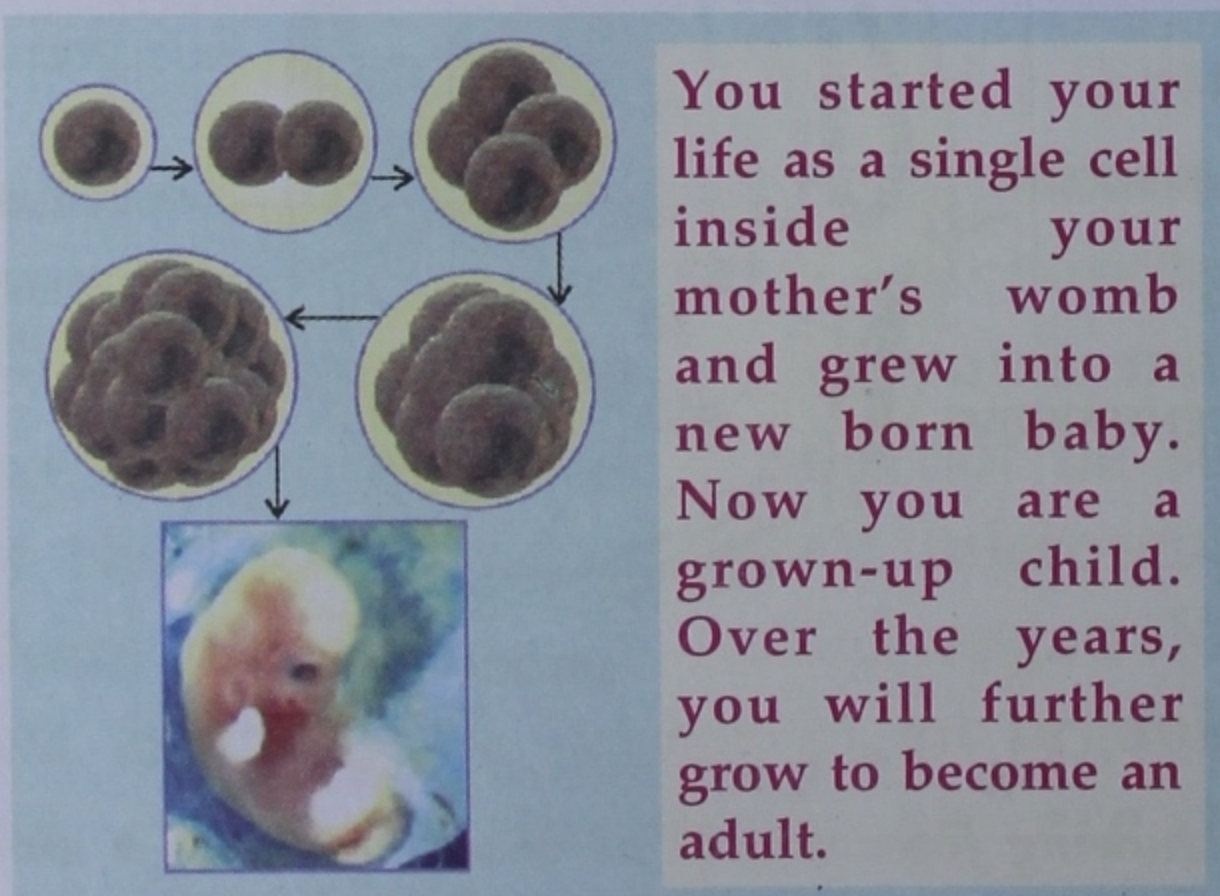 You started your
life as a single cell
inside your
mother's womb
and grew into a
new born baby.
Now you are a
grown-up child.
Over the years,
you will further
grow to become an
adult.